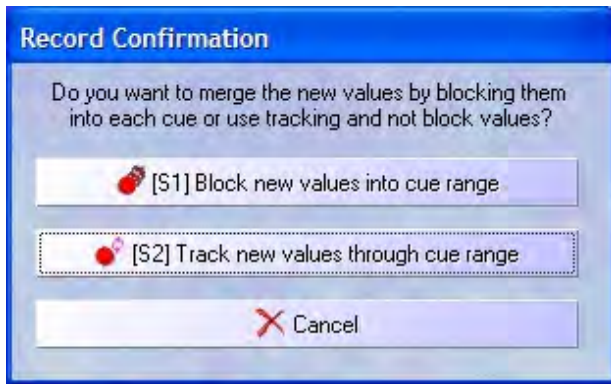 Record Confirmation
Do you want to merge the new values by blocking them
into each cue or use tracking and not block values?
[S1] Block new values into cue range
[S2] Track new values through cue range
Cancel